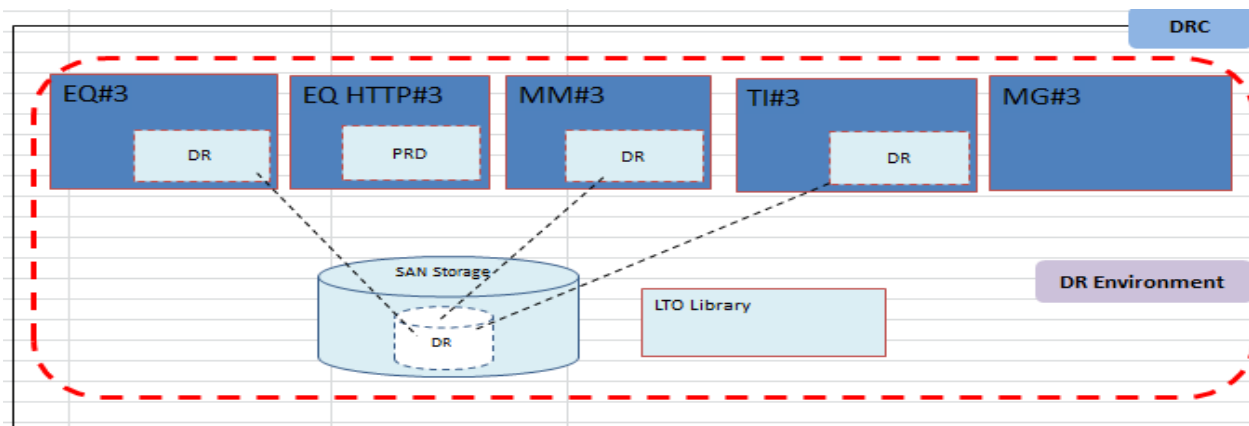 DRC
EQ#3
EQ HTTP#3
MM#3
TI#3
MG#3
DR
PRD
DR
DR
SAN Storage
DR Environment
LTO Library
DR